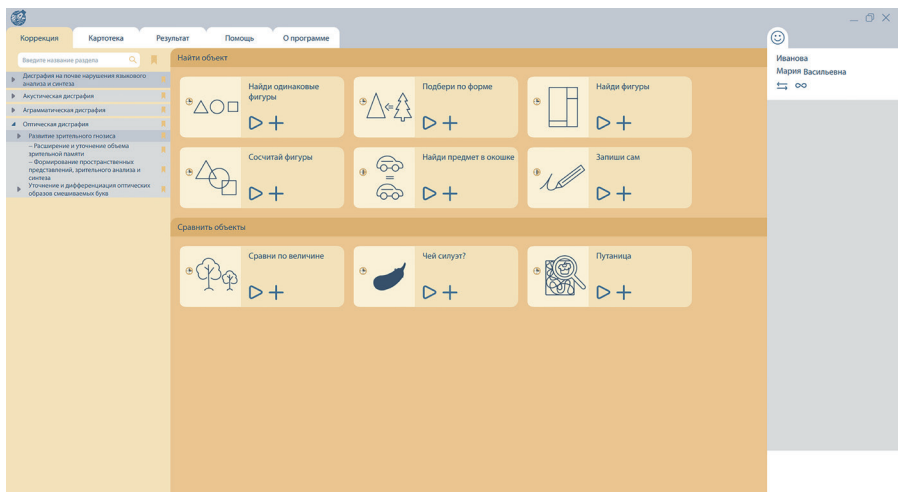 Коррекция
Картотека
Результат
Помощь
О программе
Введите название раздела
Дисграфия на почве нарушения языкового
анализа и синтеза
Акустическая дисграфия
Аграмматическая дисграфия
Оптическая дисграфия
Развитие зрительного гнозиса
– Расширение и уточнение объема
зрительной памяти
– Формирование пространственных
представлений, зрительного анализа и
синтеза
Уточнение и дифференциация оптических
образов смешиваемых букв
Найти объект
Найди одинаковые
фигуры
Подбери по форме
Найди фигуры
Сосчитай фигуры
Найди предмет в окошке
Запиши сам
Сравнить объекты
Сравни по величине
Чей силуэт?
Путаница
Иванова
Мария Васильевна